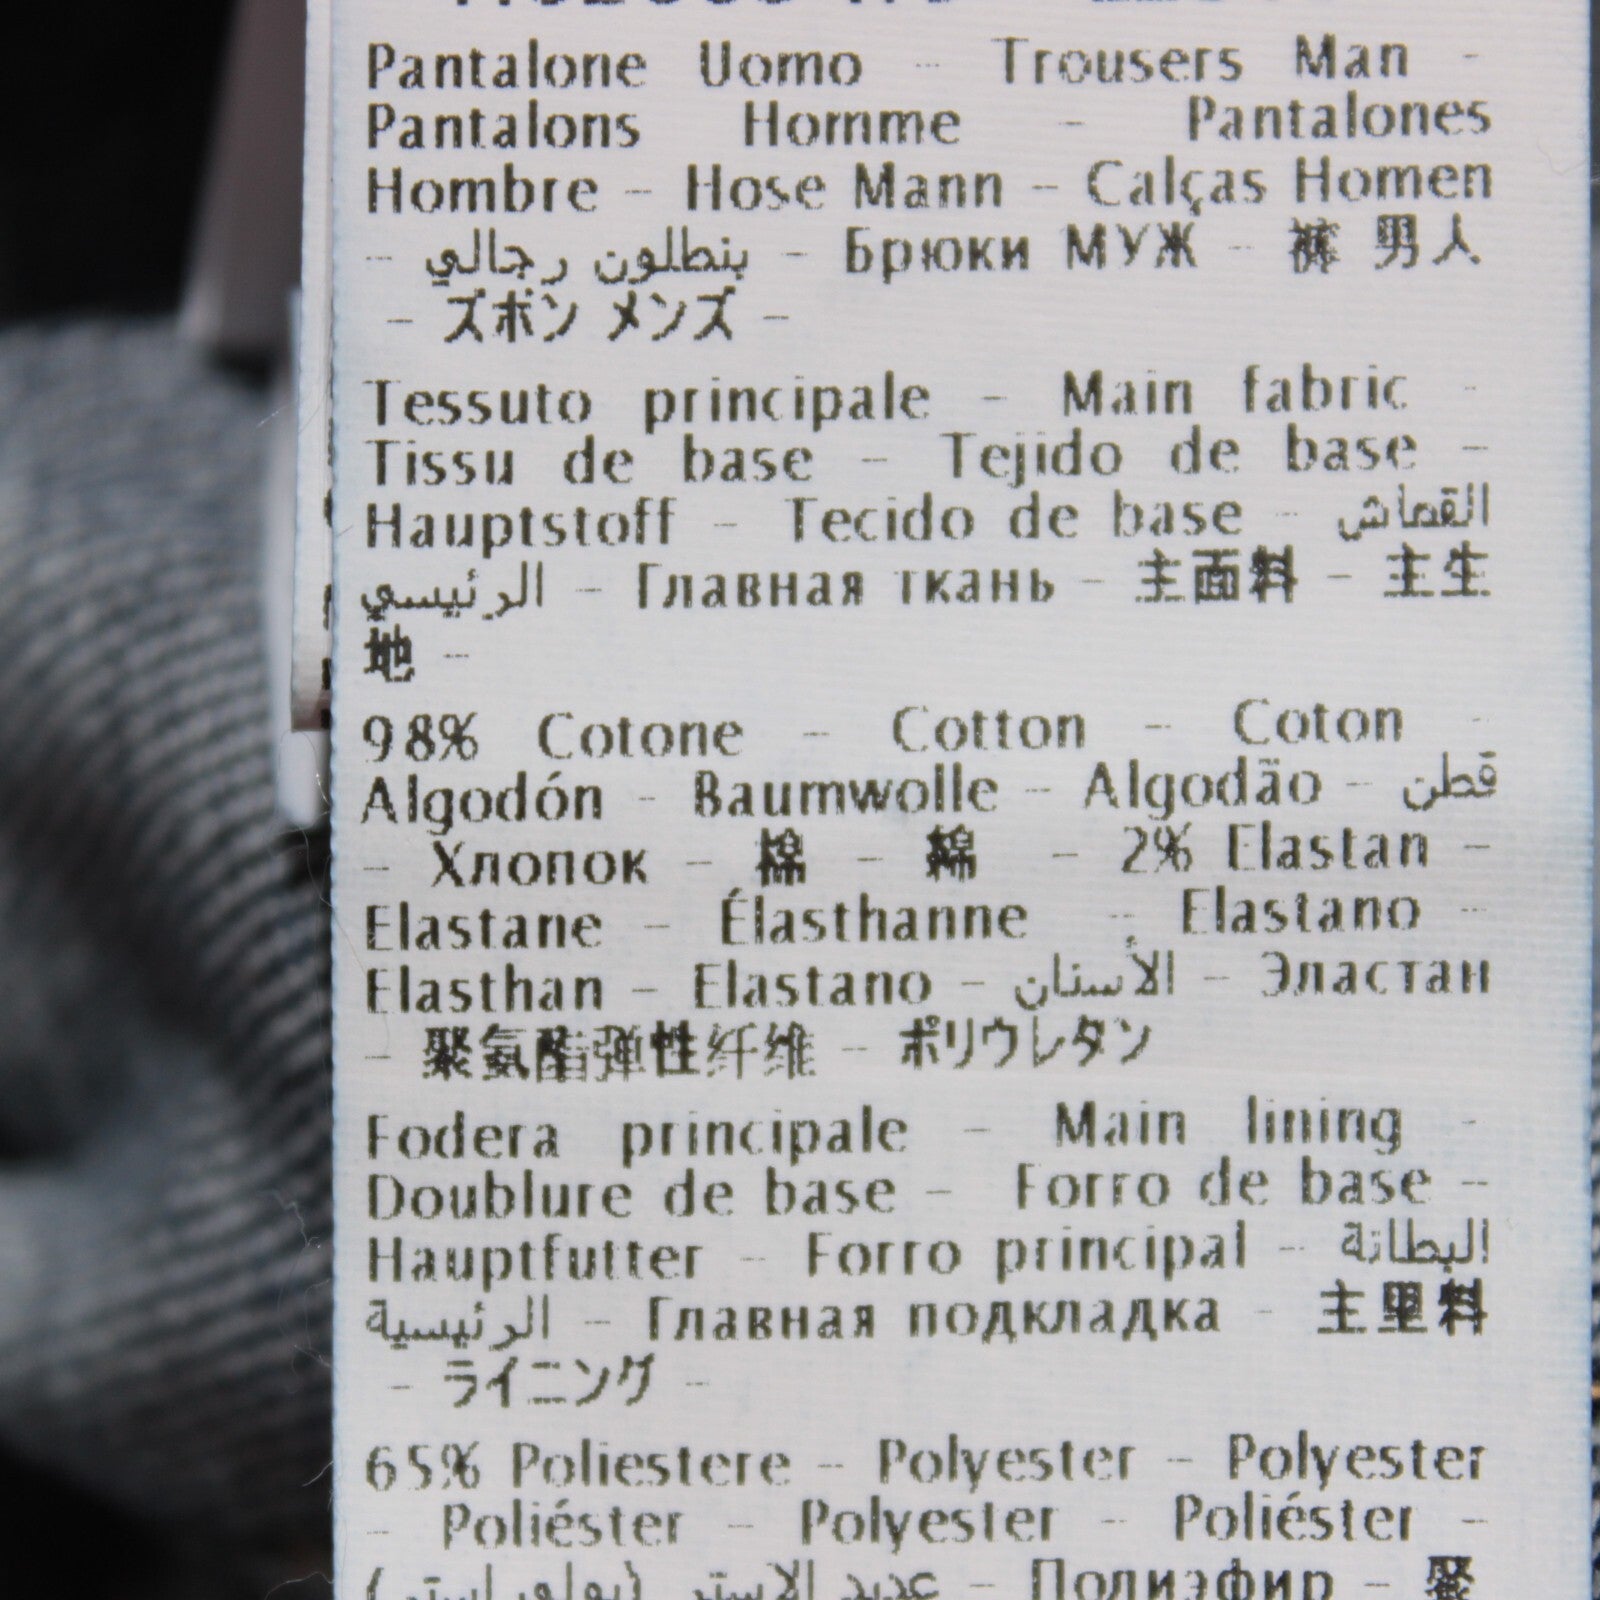 Pantalone Uomo - Trousers Man -
Pantalons Homme - Pantalones
Hombre - Hose Mann - Calças Homen
- بنطلون رجالي - Брюки МУЖ - 裤 男人
- ズボン メンズ -
Tessuto principale - Main fabric -
Tissu de base - Tejido de base -
Hauptstoff - Tecido de base - القماش
الرئيسي - Главная ткань - 主面料 - 主生
地 -
98% Cotone - Cotton - Coton -
Algodón - Baumwolle - Algodão - قطن
- Хлопок - 棉 - 綿 - 2% Elastan -
Elastane - Élasthanne - Elastano -
Elasthan - Elastano - الأستان - Эластан
- 聚氨酯弹性纤维 - ポリウレタン
Fodera principale - Main lining -
Doublure de base - Forro de base -
Hauptfutter - Forro principal - البطانة
الرئيسية - Главная подкладка - 主里料
- ライニング -
65% Poliestere - Polyester - Polyester
- Poliéster - Polyester - Poliéster -
عديد الاستر (بولي استر) - Полиэфир - 聚